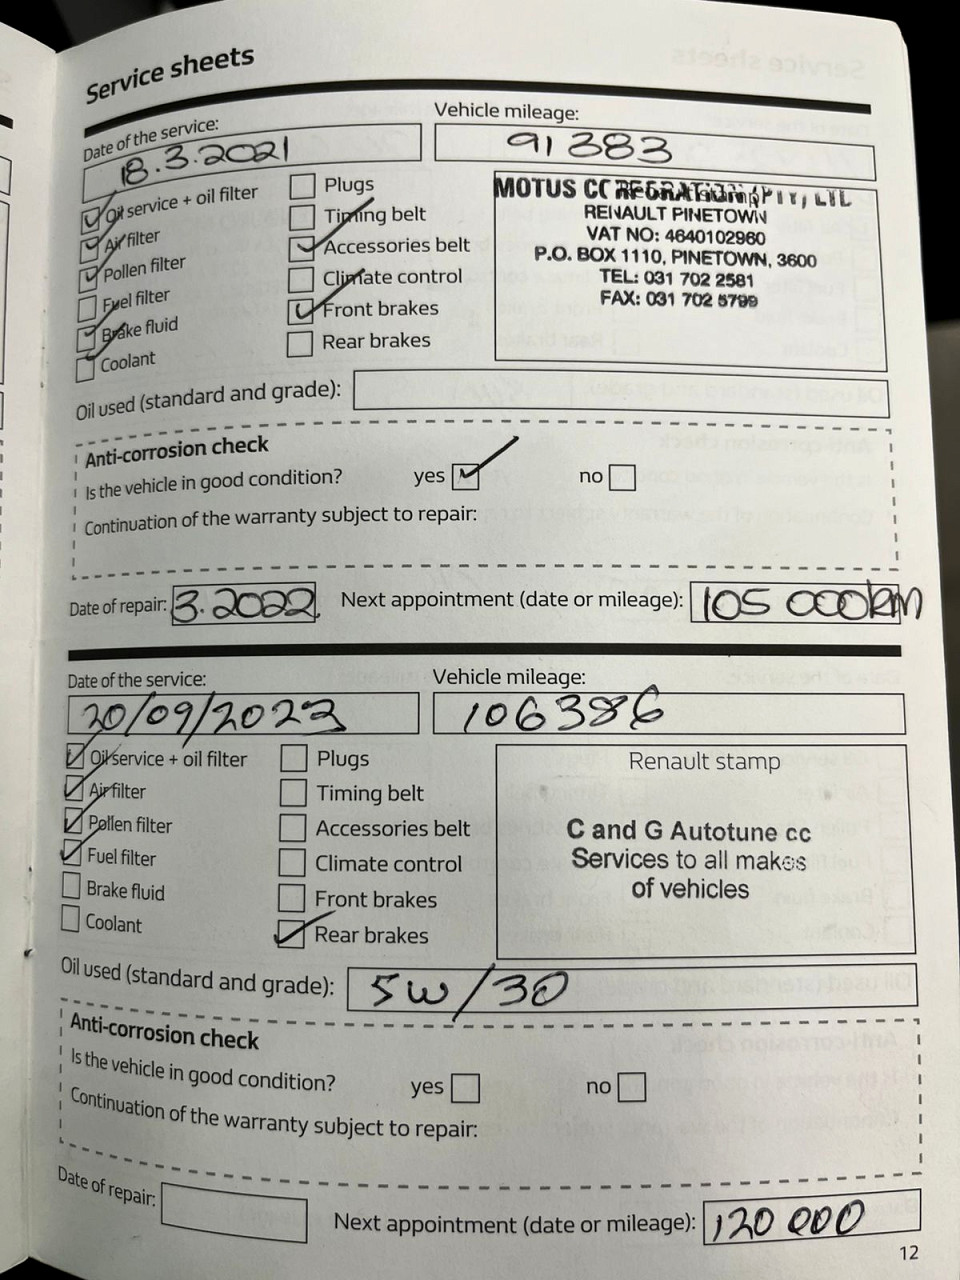 Service sheets
Date of the service:
Vehicle mileage:
18.3.2021
91 383
Oil service + oil filter
Air filter
Pollen filter
Fuel filter
Brake fluid
Coolant
Plugs
Timing belt
Accessories belt
Climate control
Front brakes
Rear brakes
MOTUS
RENAULT PINETOWN
VAT NO: 4640102960
P.O. BOX 1110, PINETOWN, 3600
TEL: 031 702 2581
FAX: 031 702 5799
Oil used (standard and grade):
Anti-corrosion check
Is the vehicle in good condition? yes no
Continuation of the warranty subject to repair:
Date of repair: 3.2022 Next appointment (date or mileage): 105 000km
Date of the service:
Vehicle mileage:
20/09/2023
106386
Oil service + oil filter
Air filter
Pollen filter
Fuel filter
Brake fluid
Coolant
Plugs
Timing belt
Accessories belt
Climate control
Front brakes
Rear brakes
Renault stamp
C and G Autotune cc
Services to all makes
of vehicles
Oil used (standard and grade): 5W/30
Anti-corrosion check
Is the vehicle in good condition? yes no
Continuation of the warranty subject to repair:
Date of repair:
Next appointment (date or mileage): 120 000
12